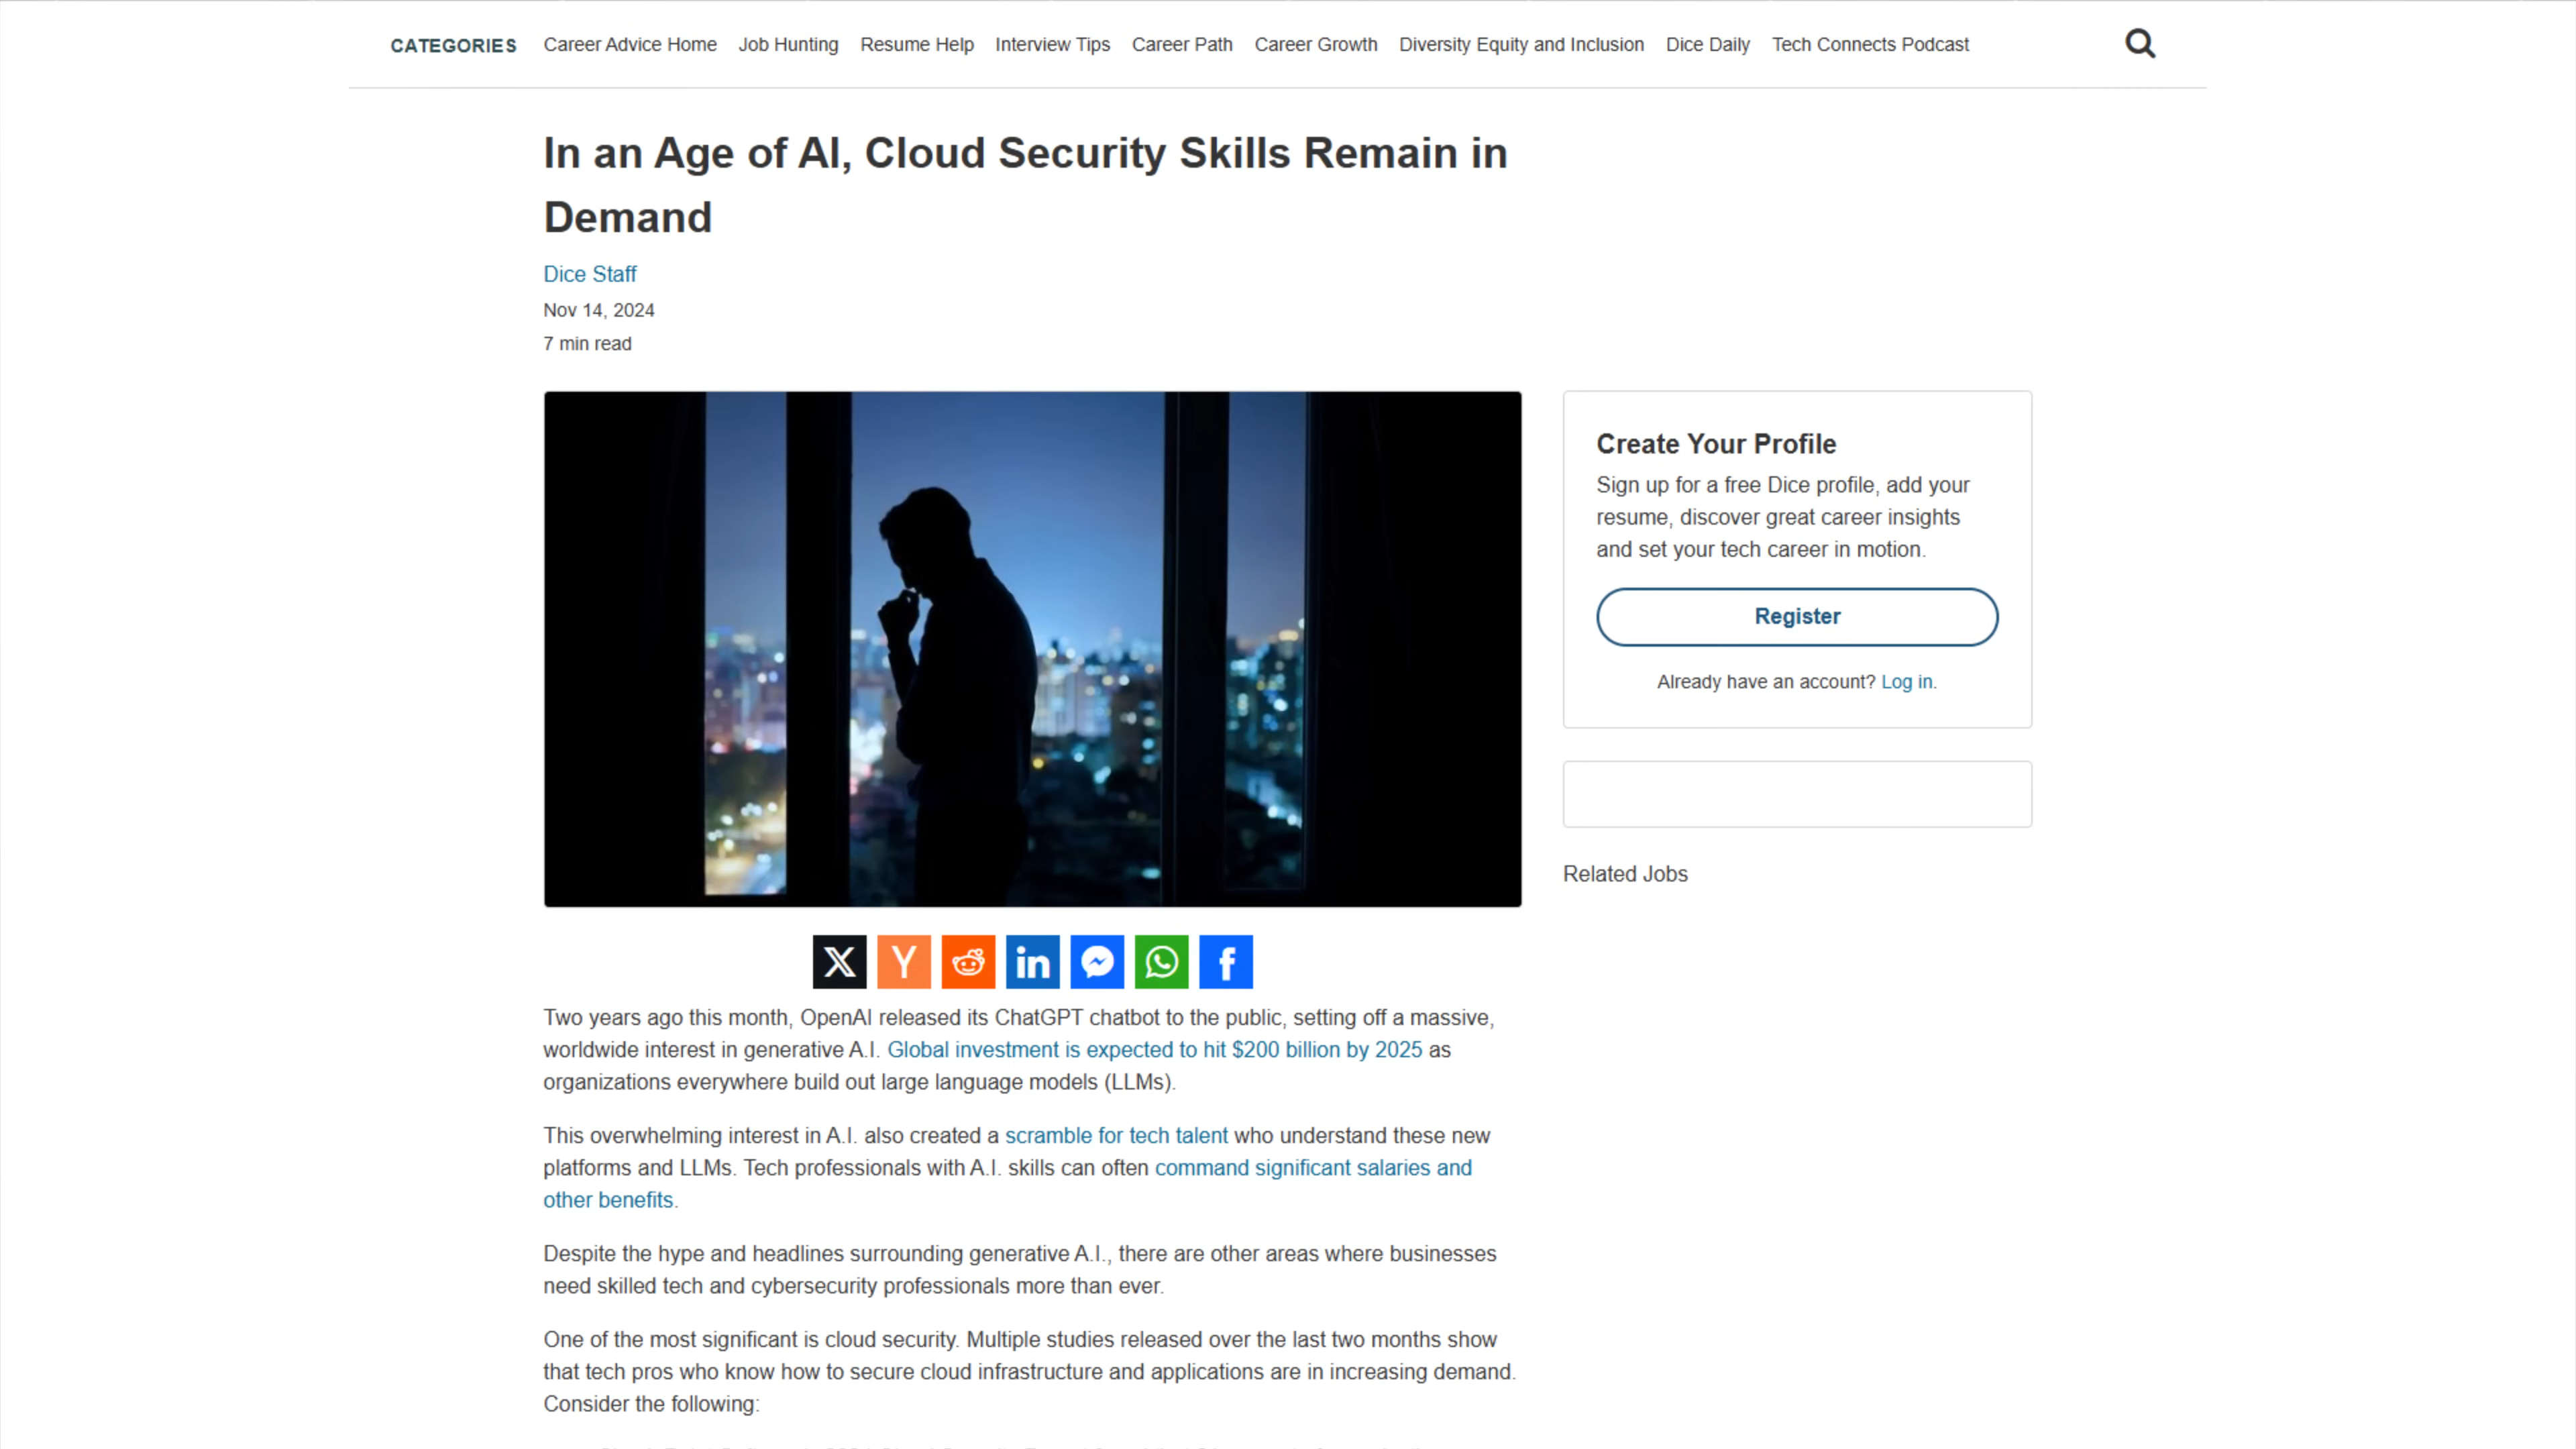 CATEGORIES Career Advice Home Job Hunting Resume Help Interview Tips Career Path Career Growth Diversity Equity and Inclusion Dice Daily Tech Connects Podcast
In an Age of AI, Cloud Security Skills Remain in
Demand
Dice Staff
Nov 14, 2024
7 min read
Create Your Profile
Sign up for a free Dice profile, add your
resume, discover great career insights
and set your tech career in motion.
Register
Already have an account? Log in.
Related Jobs
Two years ago this month, OpenAI released its ChatGPT chatbot to the public, setting off a massive,
worldwide interest in generative A.I. Global investment is expected to hit $200 billion by 2025 as
organizations everywhere build out large language models (LLMs).
This overwhelming interest in A.I. also created a scramble for tech talent who understand these new
platforms and LLMs. Tech professionals with A.I. skills can often command significant salaries and
other benefits.
Despite the hype and headlines surrounding generative A.I., there are other areas where businesses
need skilled tech and cybersecurity professionals more than ever.
One of the most significant is cloud security. Multiple studies released over the last two months show
that tech pros who know how to secure cloud infrastructure and applications are in increasing demand.
Consider the following: